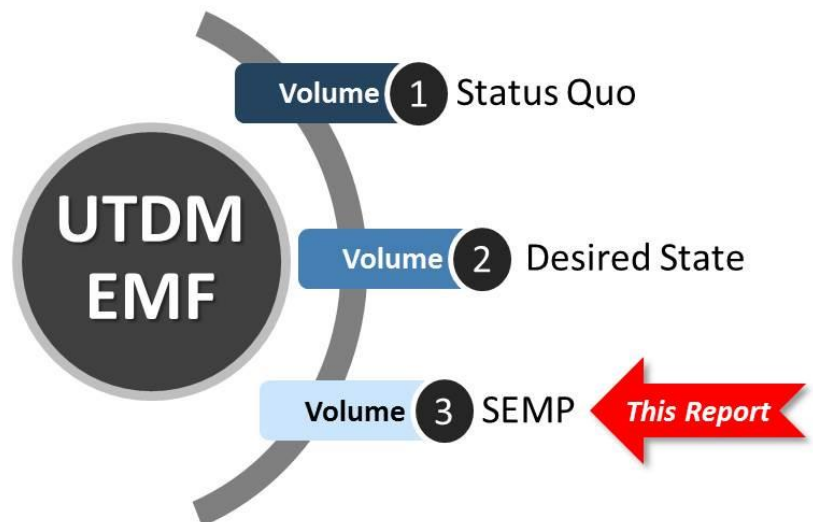 UTDM
EMF
Volume 1 Status Quo
Volume 2 Desired State
Volume 3 SEMP This Report